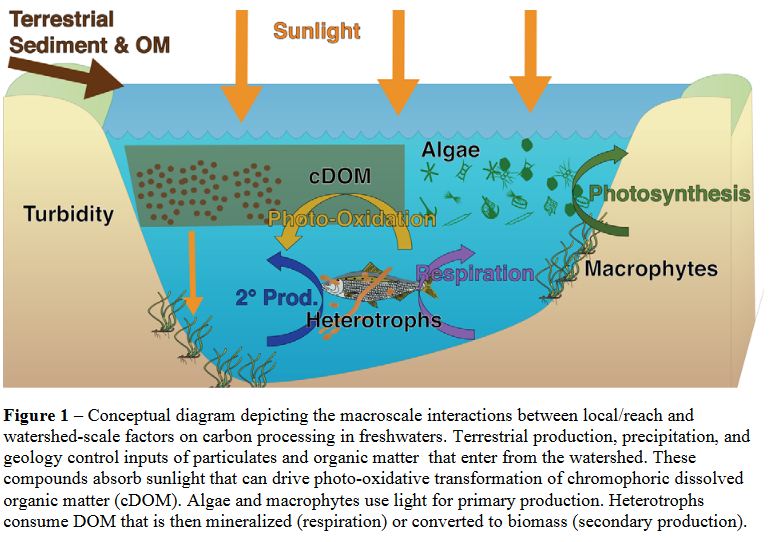 Terrestrial
Sediment & OM
Sunlight
Algae
cDOM
Turbidity
Photo-Oxidation
Photosynthesis
Macrophytes
Respiration
2° Prod.
Heterotrophs
Figure 1 – Conceptual diagram depicting the macroscale interactions between local/reach and
watershed-scale factors on carbon processing in freshwaters. Terrestrial production, precipitation, and
geology control inputs of particulates and organic matter  that enter from the watershed. These
compounds absorb sunlight that can drive photo-oxidative transformation of chromophoric dissolved
organic matter (cDOM). Algae and macrophytes use light for primary production. Heterotrophs
consume DOM that is then mineralized (respiration) or converted to biomass (secondary production).